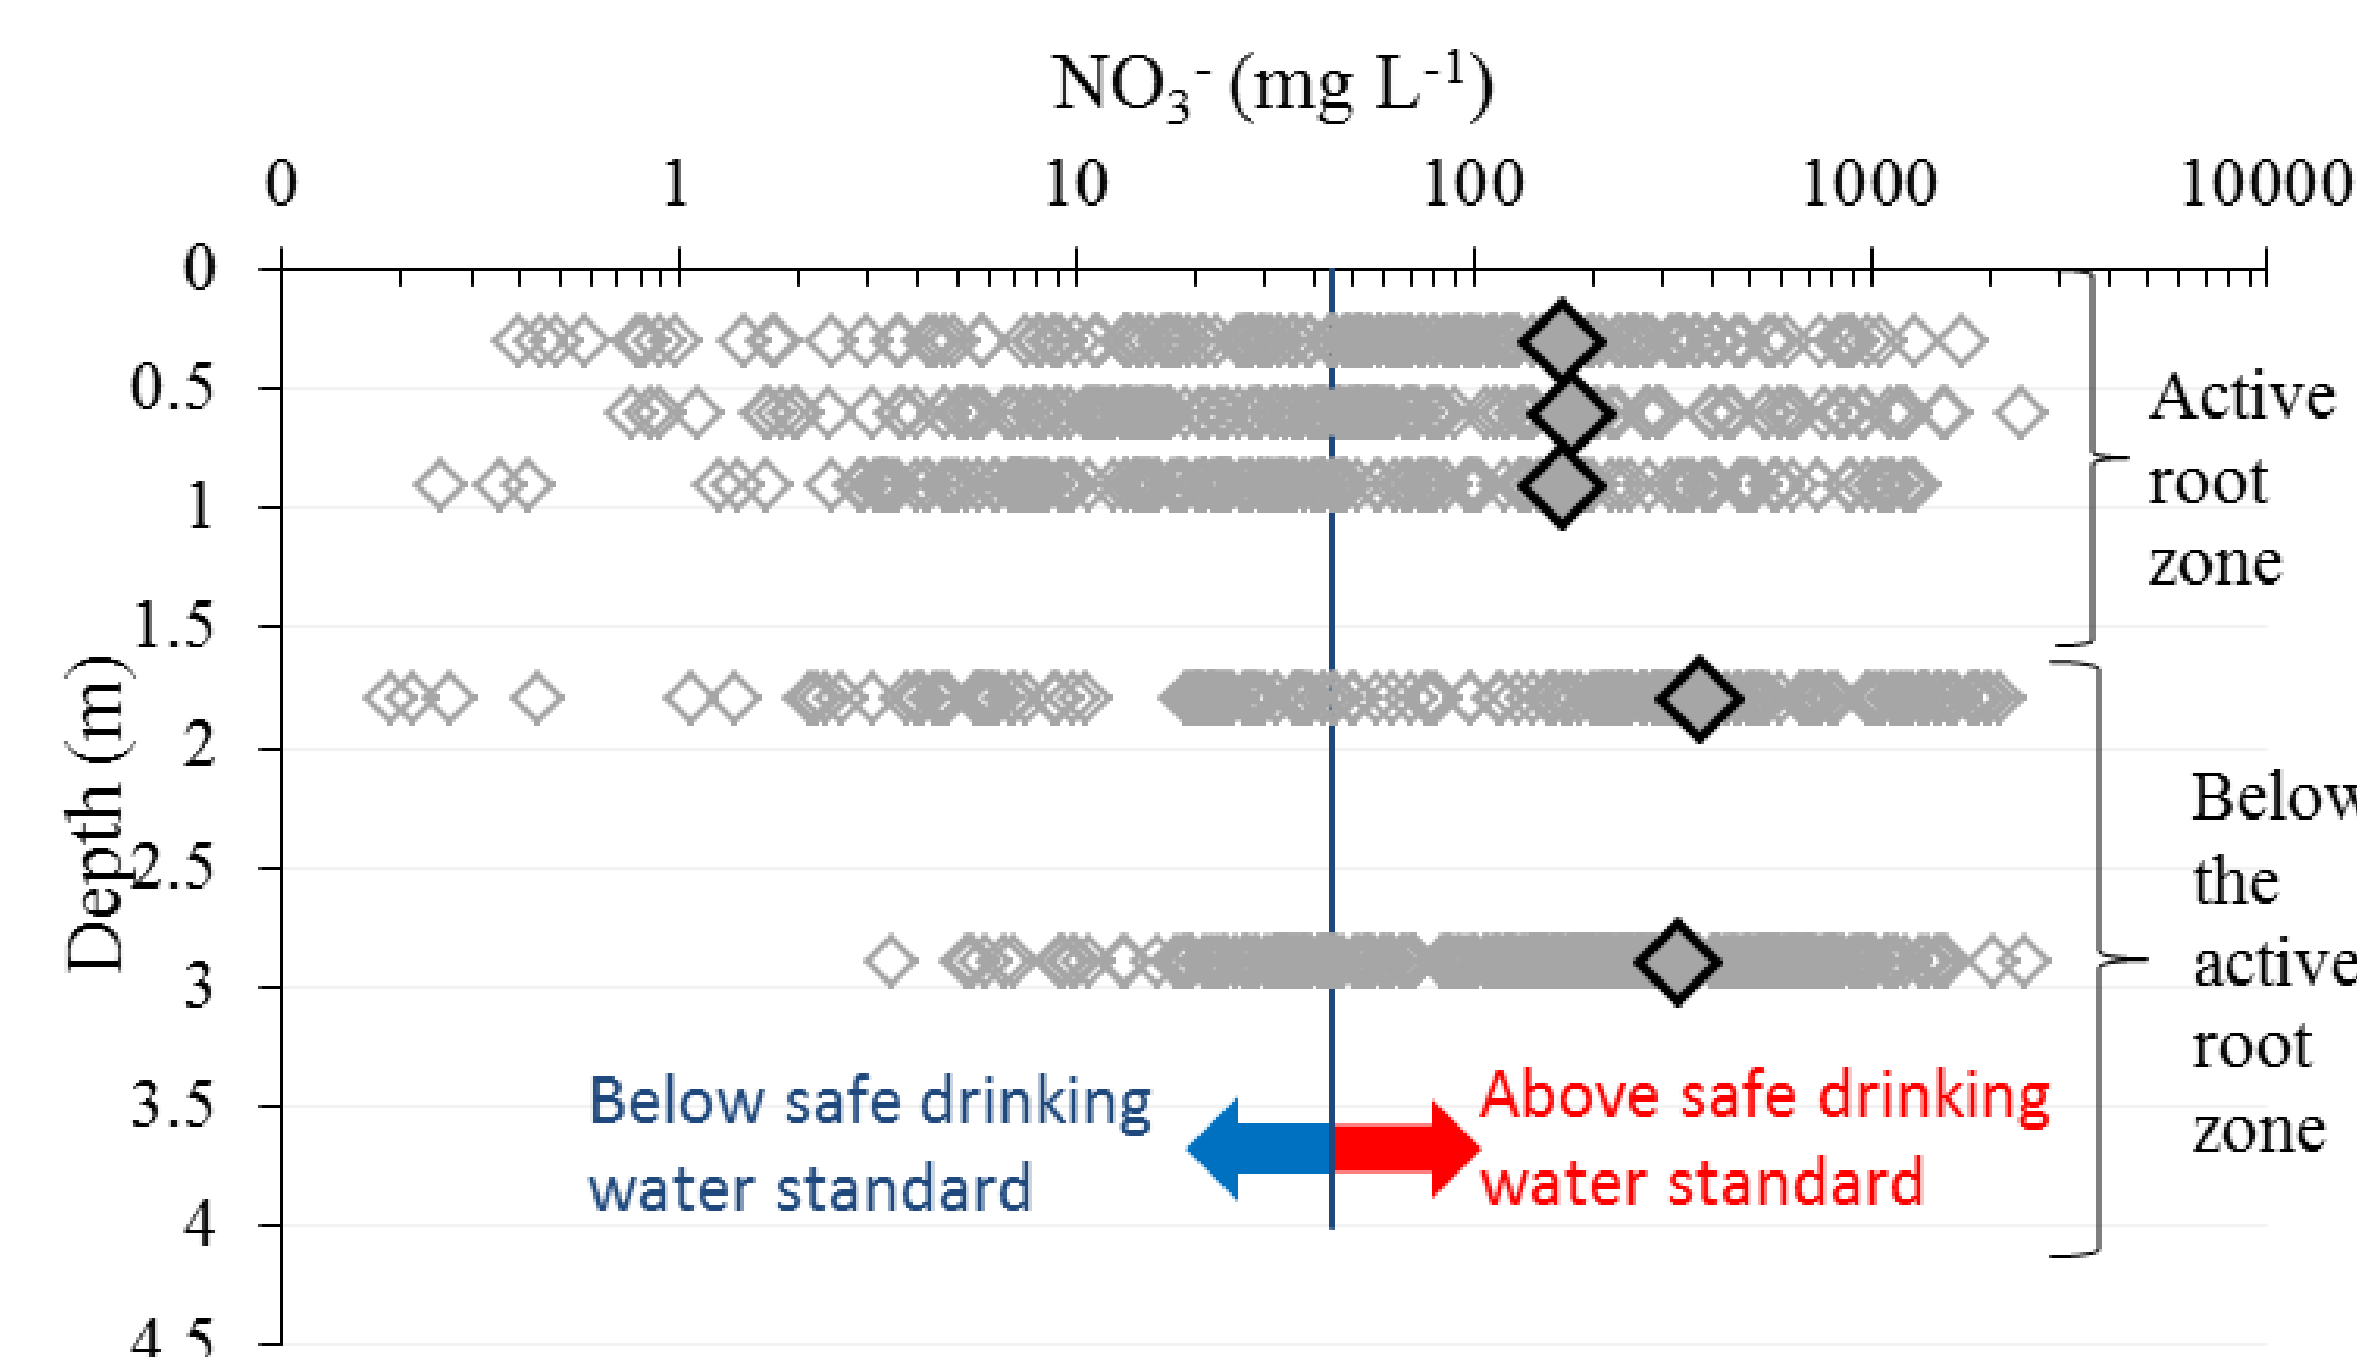 NO₃⁻ (mg L⁻¹)
0 1 10 100 1000 10000
0
0.5
1
1.5
2
2.5
3
3.5
4
4.5
Depth (m)
Active
root
zone
Below
the
active
root
zone
Below safe drinking
water standard
Above safe drinking
water standard